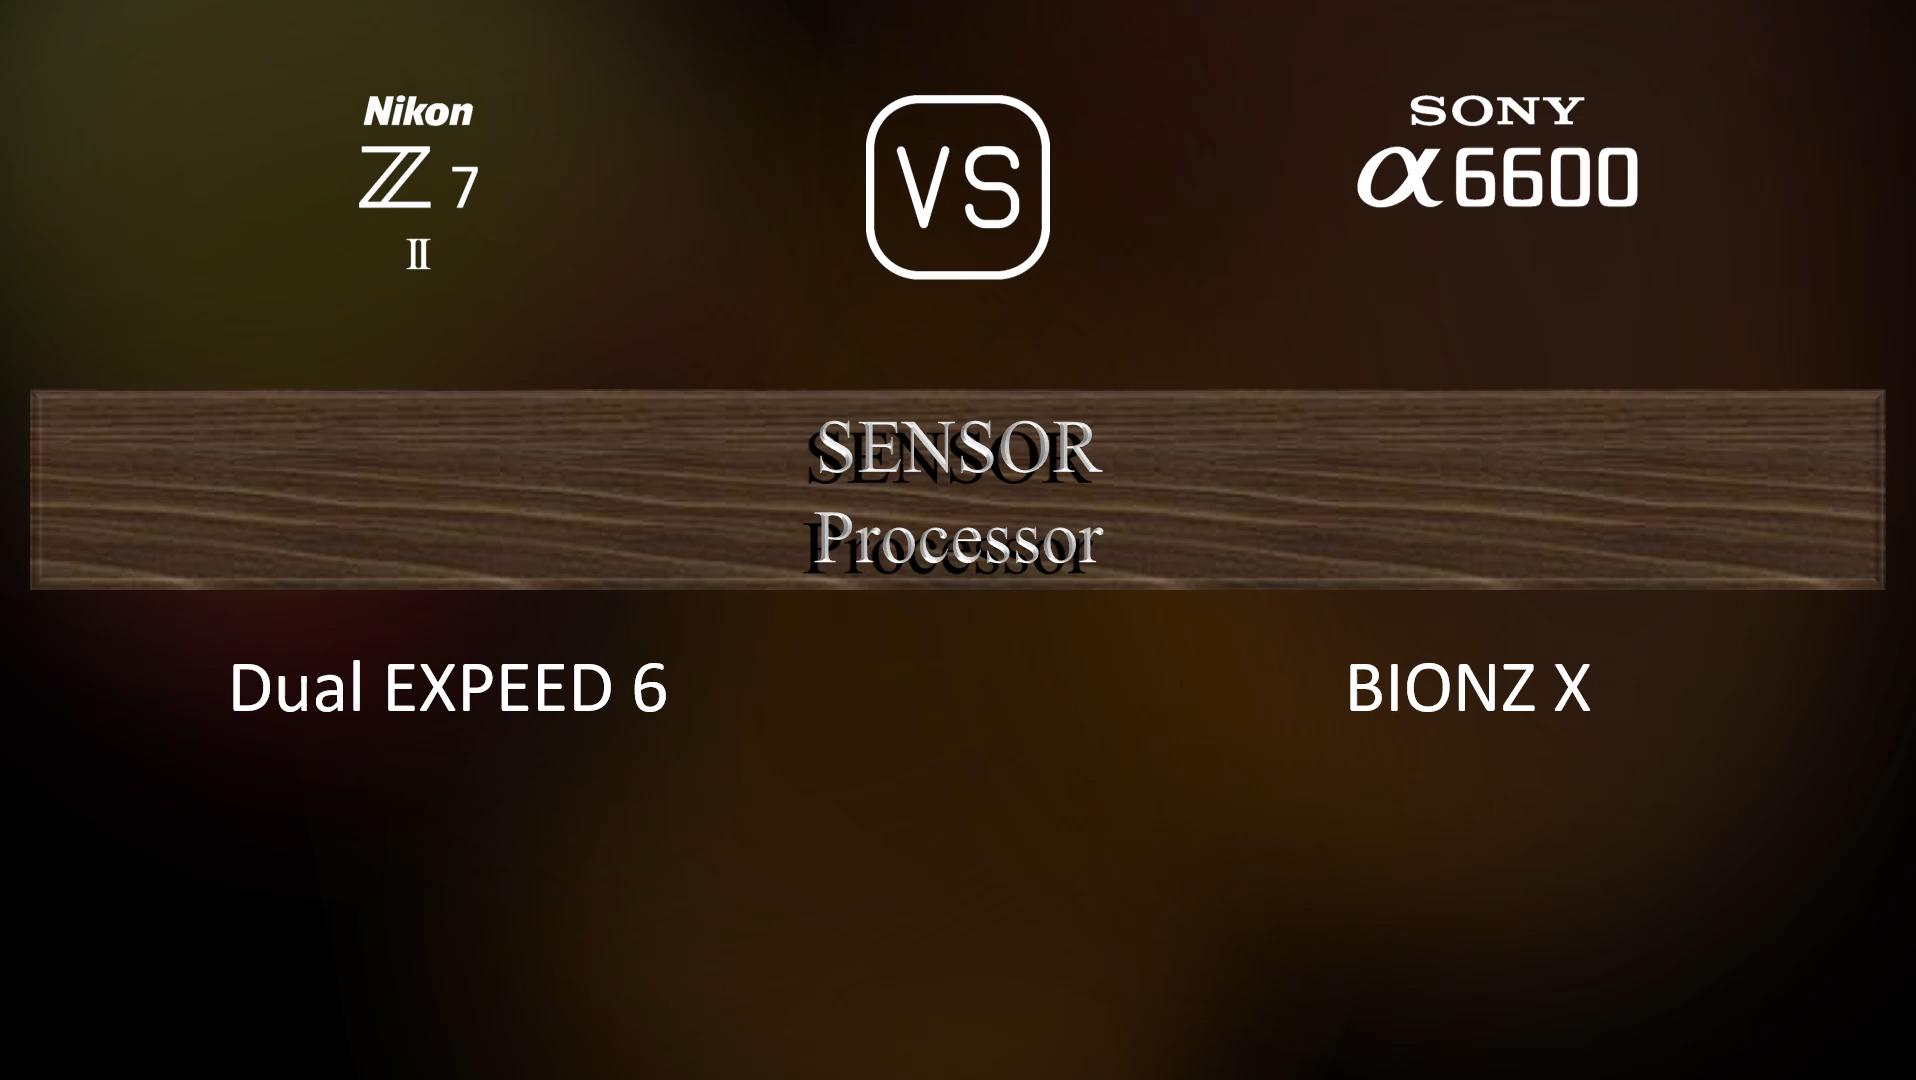 Nikon
Z 7
II
VS
SONY
α6600
SENSOR
Processor
Dual EXPEED 6
BIONZ X